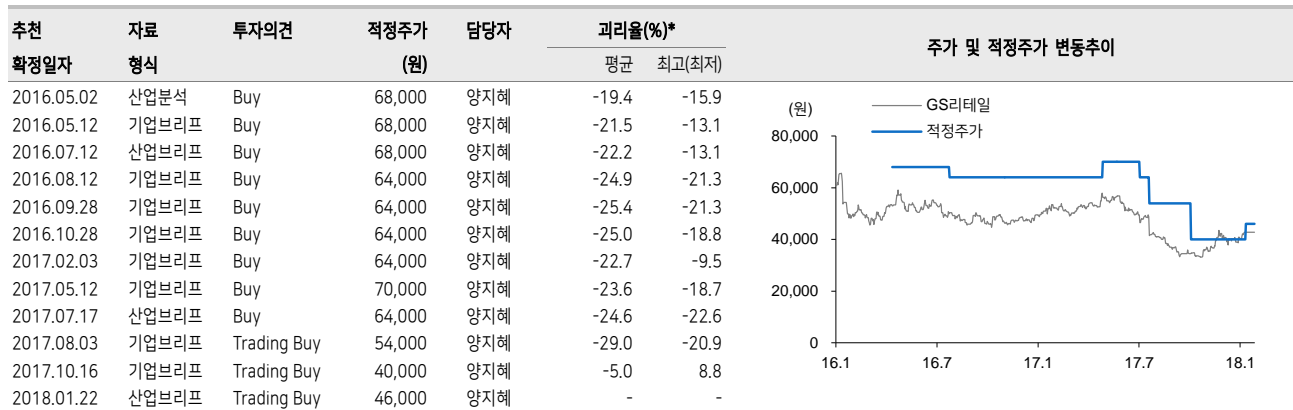 추천 자료 투자의견 적정주가 담당자 괴리율(%)* 주가 및 적정주가 변동추이
확정일자 형식 (원) 평균 최고(최저)
2016.05.02 산업분석 Buy 68,000 양지혜 -19.4 -15.9
2016.05.12 기업브리프 Buy 68,000 양지혜 -21.5 -13.1
2016.07.12 산업브리프 Buy 68,000 양지혜 -22.2 -13.1
2016.08.12 기업브리프 Buy 64,000 양지혜 -24.9 -21.3
2016.09.28 기업브리프 Buy 64,000 양지혜 -25.4 -21.3
2016.10.28 기업브리프 Buy 64,000 양지혜 -25.0 -18.8
2017.02.03 기업브리프 Buy 64,000 양지혜 -22.7 -9.5
2017.05.12 기업브리프 Buy 70,000 양지혜 -23.6 -18.7
2017.07.17 산업브리프 Buy 64,000 양지혜 -24.6 -22.6
2017.08.03 기업브리프 Trading Buy 54,000 양지혜 -29.0 -20.9
2017.10.16 기업브리프 Trading Buy 40,000 양지혜 -5.0 8.8
2018.01.22 산업브리프 Trading Buy 46,000 양지혜 - -
(원)
GS리테일
적정주가
80,000
60,000
40,000
20,000
0
16.1 16.7 17.1 17.7 18.1